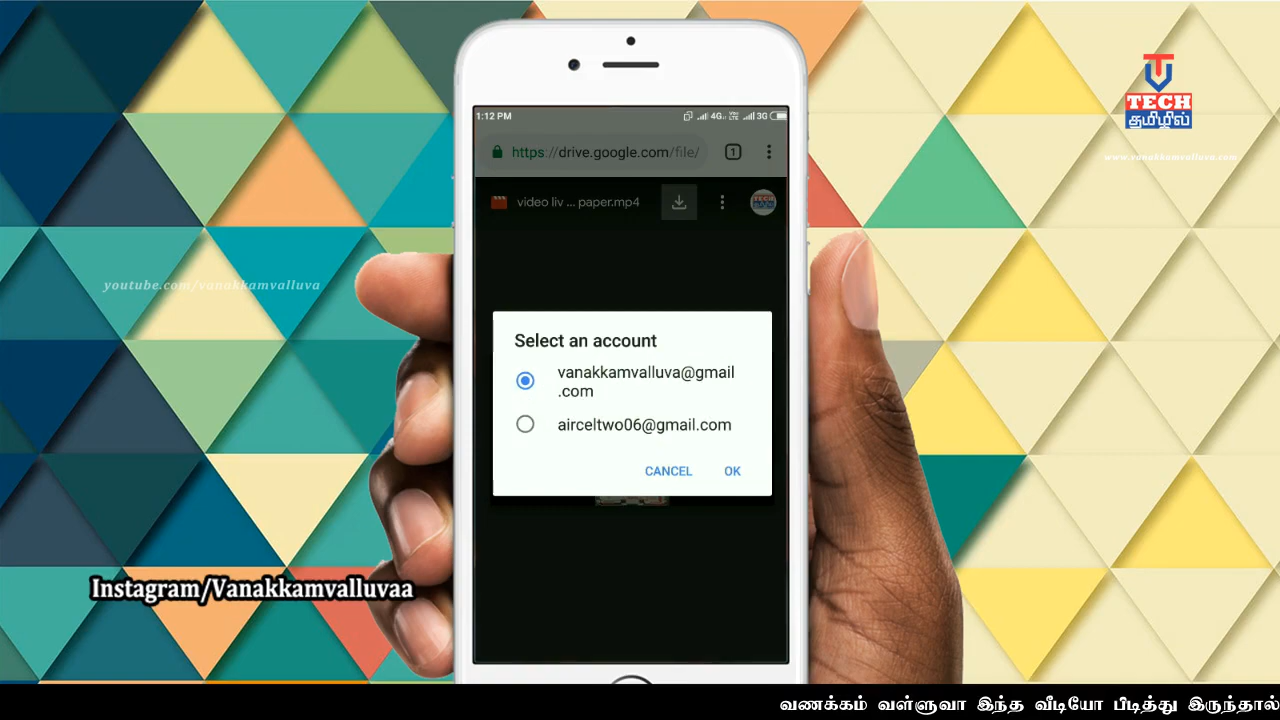 1:12 PM
4G
3G
https://drive.google.com/file/
1
video liv ... paper.mp4
TECH
தமிழில்
www.vanakkamvalluva.com
youtube.com/vanakkamvalluva
Select an account
vanakkamvalluva@gmail
.com
airceltwo06@gmail.com
CANCEL
OK
Instagram/Vanakkamvalluvaa
வணக்கம் வள்ளுவா இந்த வீடியோ பிடித்து இருந்தால்